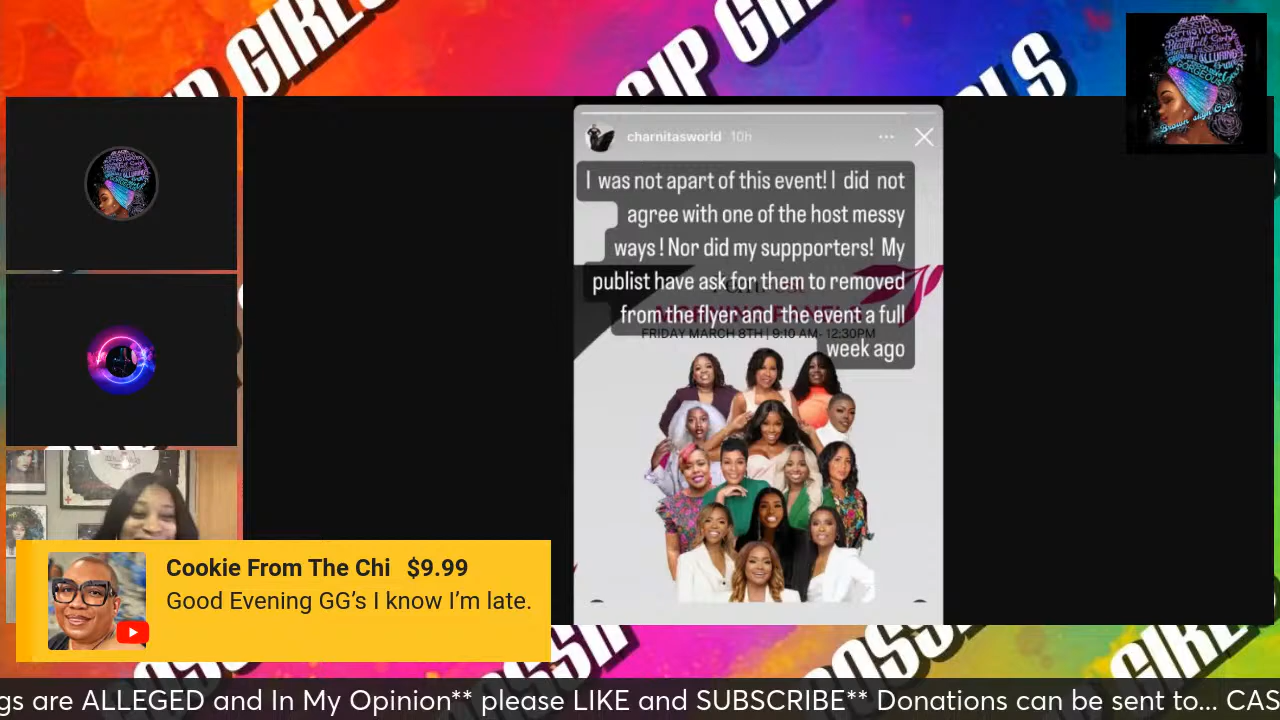 GIRLS
SIP GIRLS
charnitasworld 10h
I was not apart of this event! I did not
agree with one of the host messy
ways ! Nor did my suppporters! My
publist have ask for them to removed
from the flyer and the event a full
week ago
FRIDAY MARCH 8TH | 9:10 AM- 12:30PM
Cookie From The Chi $9.99
Good Evening GG’s I know I’m late.
gs are ALLEGED and In My Opinion** please LIKE and SUBSCRIBE** Donations can be sent to... CAS